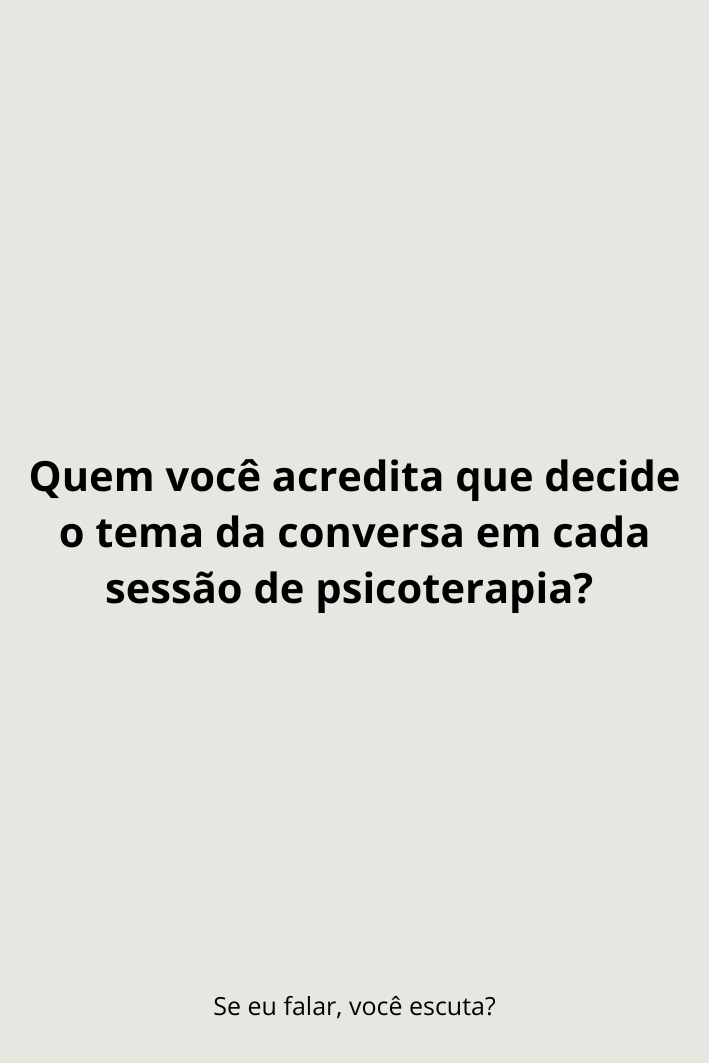 Quem você acredita que decide
o tema da conversa em cada
sessão de psicoterapia?
Se eu falar, você escuta?